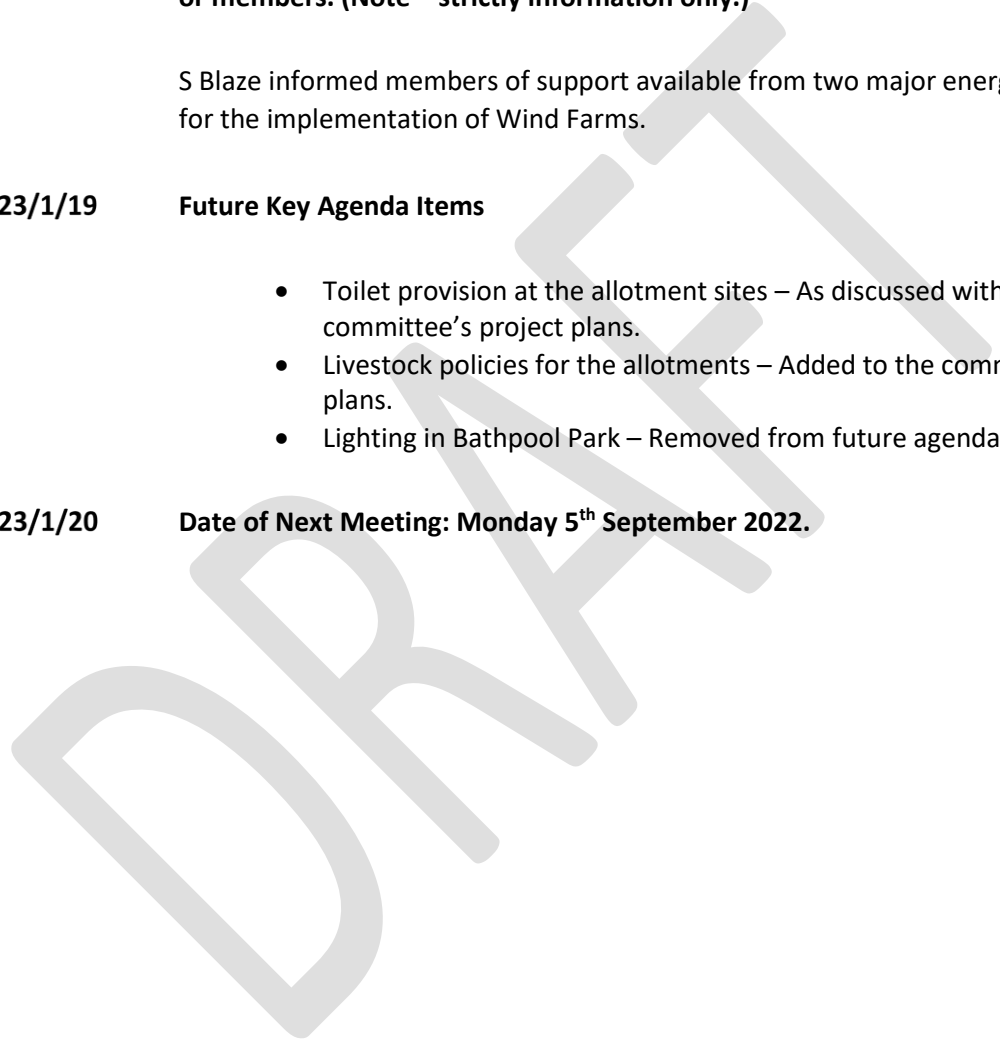 or members. (Note strictly information only.)
S Blaze informed members of support available from two major energ
for the implementation of Wind Farms.
23/1/19 Future Key Agenda Items
• Toilet provision at the allotment sites – As discussed with
committee’s project plans.
• Livestock policies for the allotments – Added to the comm
plans.
• Lighting in Bathpool Park – Removed from future agenda
23/1/20 Date of Next Meeting: Monday 5th September 2022.
DRAFT